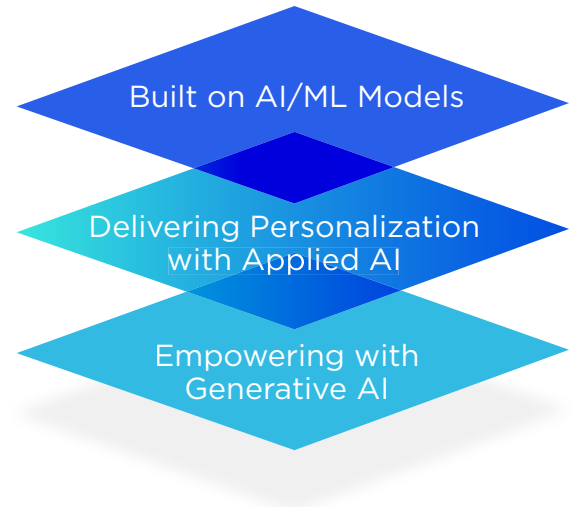 Built on AI/ML Models
Delivering Personalization
with Applied AI
Empowering with
Generative AI